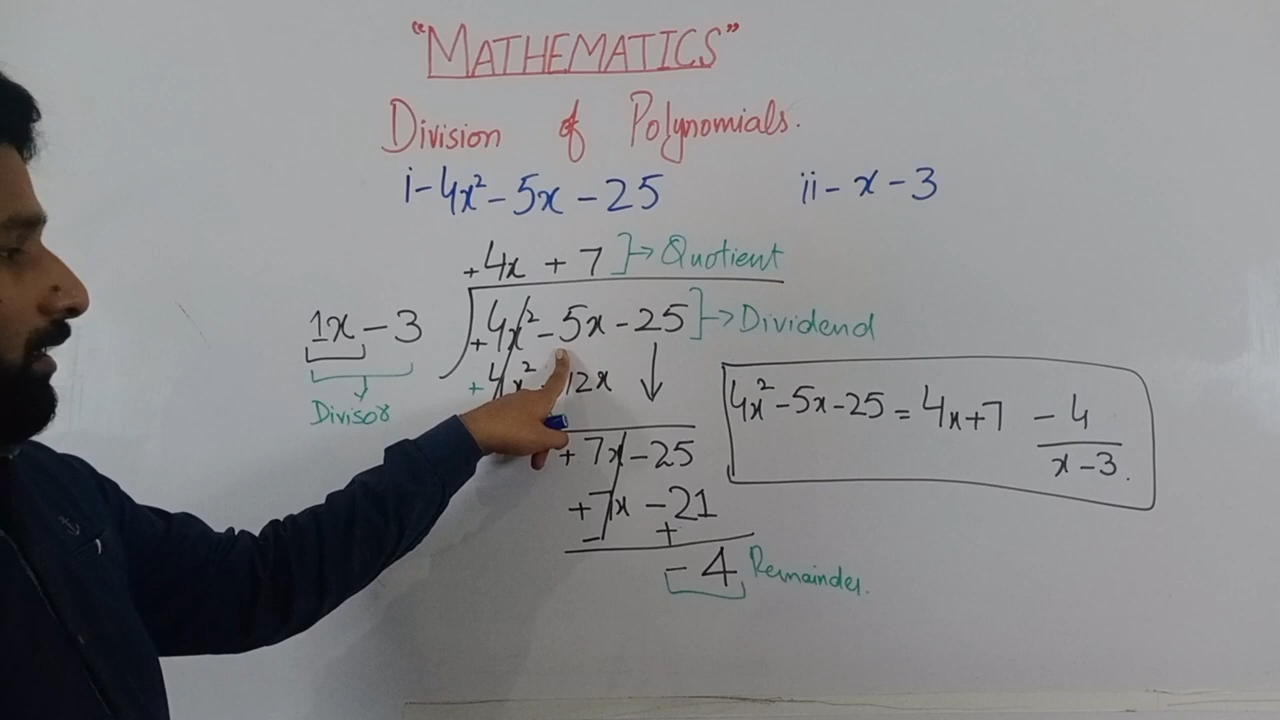 "MATHEMATICS"
Division of Polynomials.
i- 4x² - 5x - 25
ii- x - 3
+4x + 7 ]→ Quotient
1x - 3
+4x² - 5x - 25 ]→ Dividend
Divisor
+4x² 12x
+7x - 25
+7x - 21
- +
-4 Remainder.
4x² - 5x - 25 = 4x + 7 - 4
x - 3.